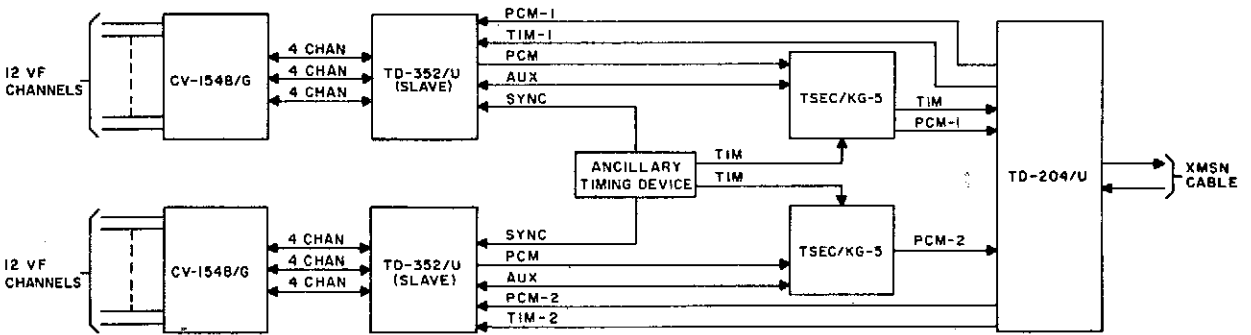 12 VF
CHANNELS
CV-1548/G
4 CHAN
4 CHAN
4 CHAN
TD-352/U
(SLAVE)
PCM-1
TIM-1
PCM
AUX
SYNC
TSEC/KG-5
TIM
PCM-1
ANCILLARY
TIMING DEVICE
TIM
TIM
TD-204/U
XMSN
CABLE
12 VF
CHANNELS
CV-1548/G
4 CHAN
4 CHAN
4 CHAN
TD-352/U
(SLAVE)
SYNC
PCM
AUX
PCM-2
TIM-2
TSEC/KG-5
PCM-2